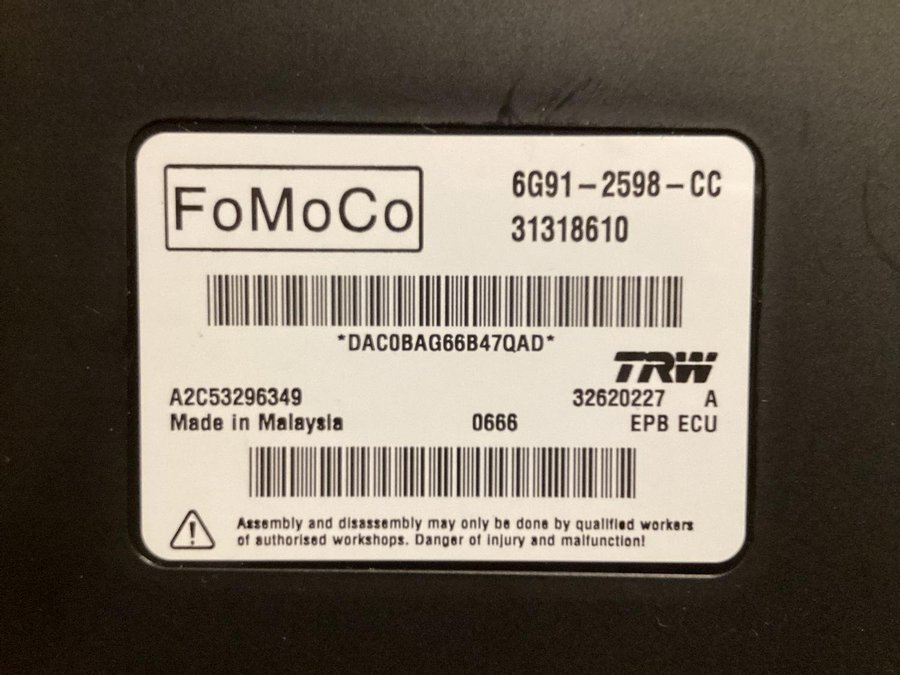 FoMoCo
6G91-2598-CC
31318610
*DAC0BAG66B47QAD*
TRW
A2C53296349
32620227 A
Made in Malaysia
0666
EPB ECU
Assembly and disassembly may only be done by qualified workers
of authorised workshops. Danger of injury and malfunction!